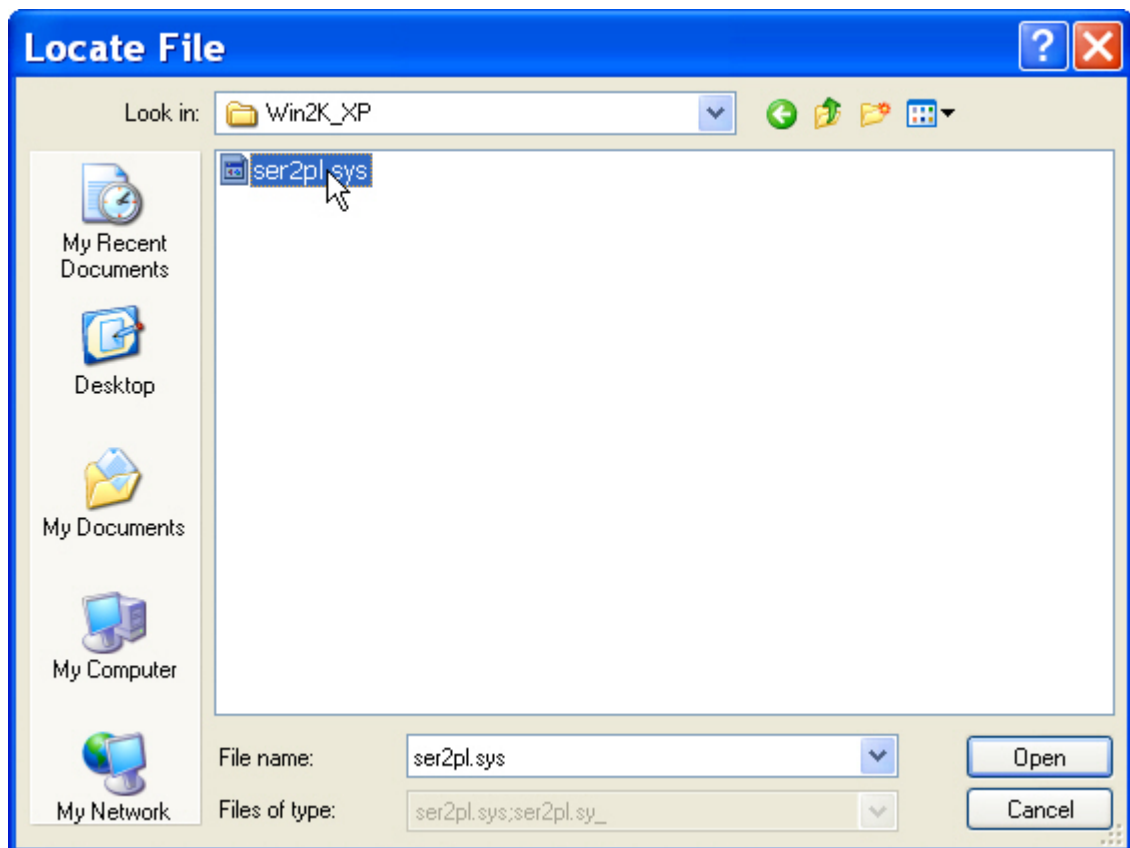 Locate File
Look in: Win2K_XP
ser2pl.sys
My Recent
Documents
Desktop
My Documents
My Computer
My Network
File name: ser2pl.sys Open
Files of type: ser2pl.sys;ser2pl.sy_ Cancel